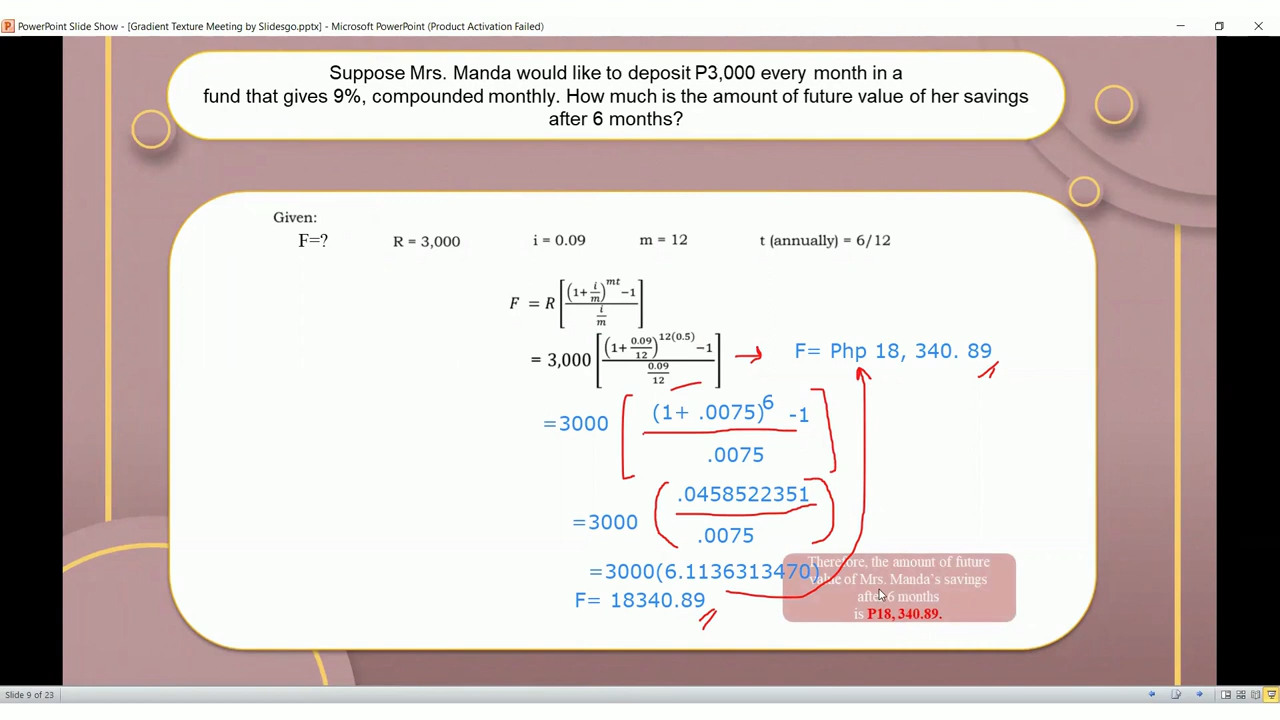 PowerPoint Slide Show - [Gradient Texture Meeting by Slidesgo.pptx] - Microsoft PowerPoint (Product Activation Failed)
Suppose Mrs. Manda would like to deposit P3,000 every month in a
fund that gives 9%, compounded monthly. How much is the amount of future value of her savings
after 6 months?
Given:
F=? R = 3,000 i = 0.09 m = 12 t (annually) = 6/12
F = R [((1+i/m)^mt −1)/(i/m)]
= 3,000 [((1+0.09/12)^12(0.5) −1)/(0.09/12)] → F= Php 18, 340. 89
=3000 [((1+ .0075)^6 -1)/.0075]
=3000 (.0458522351/.0075)
=3000(6.1136313470)
F= 18340.89
Therefore, the amount of future
value of Mrs. Manda's savings
after 6 months
is P18, 340.89.
Slide 9 of 23